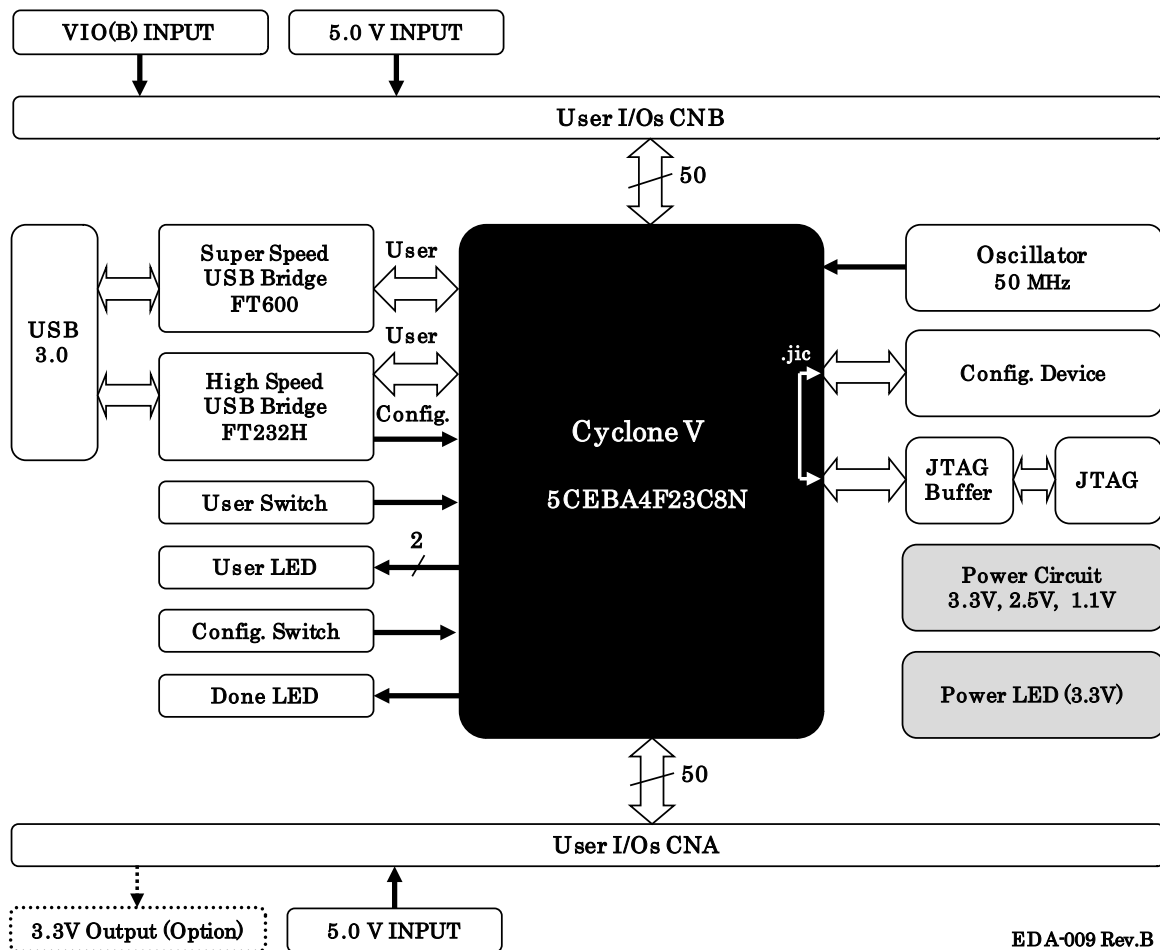 VIO(B) INPUT
5.0 V INPUT
User I/Os CNB
50
USB
3.0
Super Speed
USB Bridge
FT600
User
High Speed
USB Bridge
FT232H
User
Config.
User Switch
User LED
2
Config. Switch
Done LED
Cyclone V
5CEBA4F23C8N
.jic
Oscillator
50 MHz
Config. Device
JTAG
Buffer
JTAG
Power Circuit
3.3V, 2.5V, 1.1V
Power LED (3.3V)
50
User I/Os CNA
3.3V Output (Option)
5.0 V INPUT
EDA-009 Rev.B